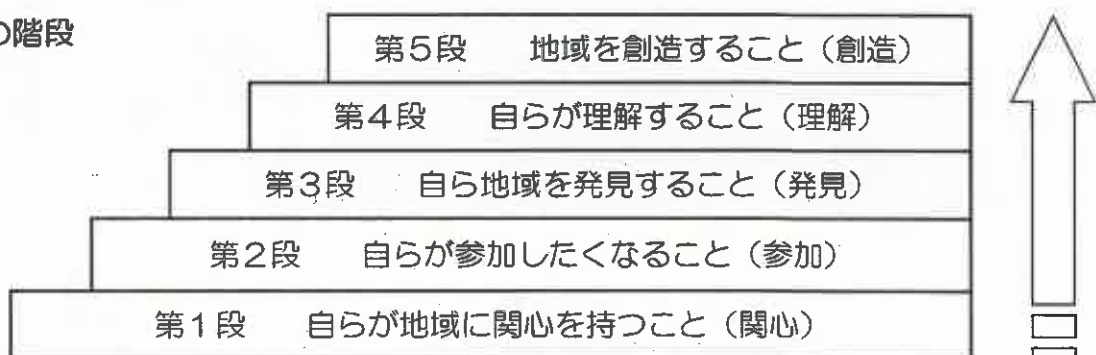 の階段
第5段　地域を創造すること（創造）
第4段　自らが理解すること（理解）
第3段　自ら地域を発見すること（発見）
第2段　自らが参加したくなること（参加）
第1段　自らが地域に関心を持つこと（関心）